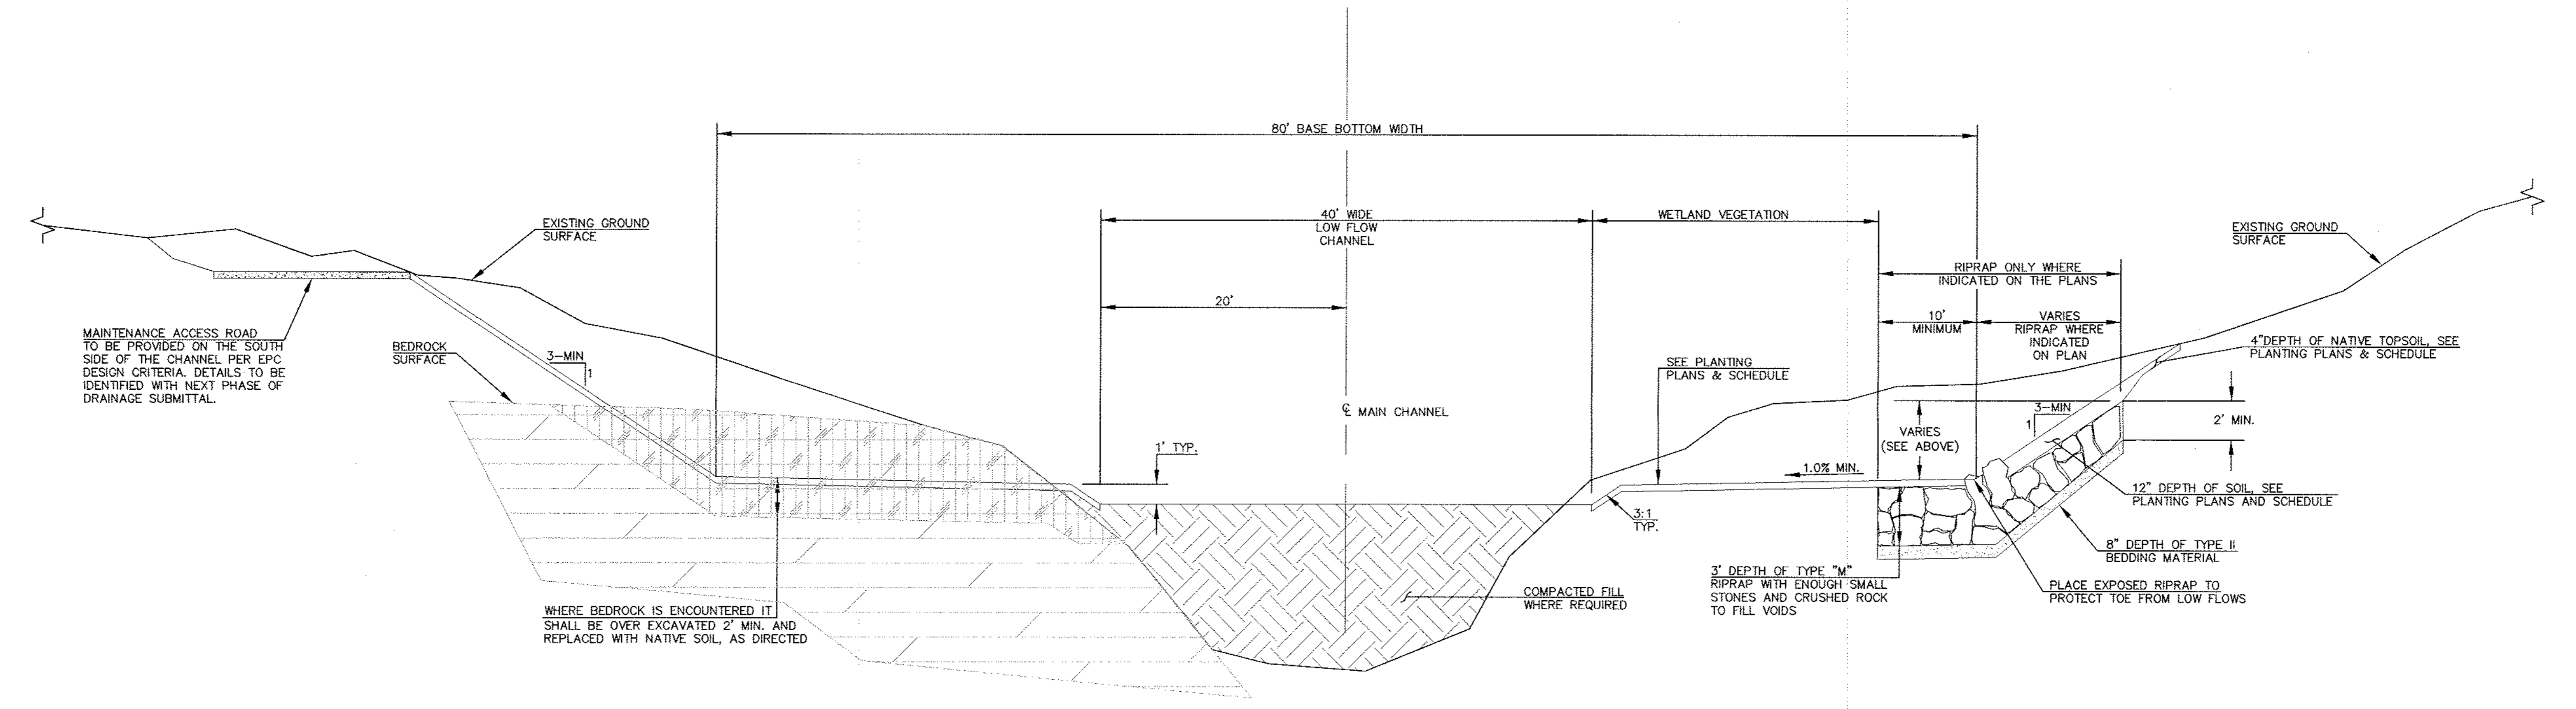 80' BASE BOTTOM WIDTH
40' WIDE
LOW FLOW
CHANNEL
WETLAND VEGETATION
EXISTING GROUND
SURFACE
EXISTING GROUND
SURFACE
RIPRAP ONLY WHERE
INDICATED ON THE PLANS
20'
10'
MINIMUM
VARIES
RIPRAP WHERE
INDICATED
ON PLAN
MAINTENANCE ACCESS ROAD
TO BE PROVIDED ON THE SOUTH
SIDE OF THE CHANNEL PER EPC
DESIGN CRITERIA. DETAILS TO BE
IDENTIFIED WITH NEXT PHASE OF
DRAINAGE SUBMITTAL.
BEDROCK
SURFACE
3-MIN
1
SEE PLANTING
PLANS & SCHEDULE
4"DEPTH OF NATIVE TOPSOIL, SEE
PLANTING PLANS & SCHEDULE
℄ MAIN CHANNEL
3-MIN
1
2' MIN.
VARIES
(SEE ABOVE)
1' TYP.
1.0% MIN.
3:1
TYP.
12" DEPTH OF SOIL, SEE
PLANTING PLANS AND SCHEDULE
8" DEPTH OF TYPE II
BEDDING MATERIAL
3' DEPTH OF TYPE "M"
RIPRAP WITH ENOUGH SMALL
STONES AND CRUSHED ROCK
TO FILL VOIDS
PLACE EXPOSED RIPRAP TO
PROTECT TOE FROM LOW FLOWS
COMPACTED FILL
WHERE REQUIRED
WHERE BEDROCK IS ENCOUNTERED IT
SHALL BE OVER EXCAVATED 2' MIN. AND
REPLACED WITH NATIVE SOIL, AS DIRECTED